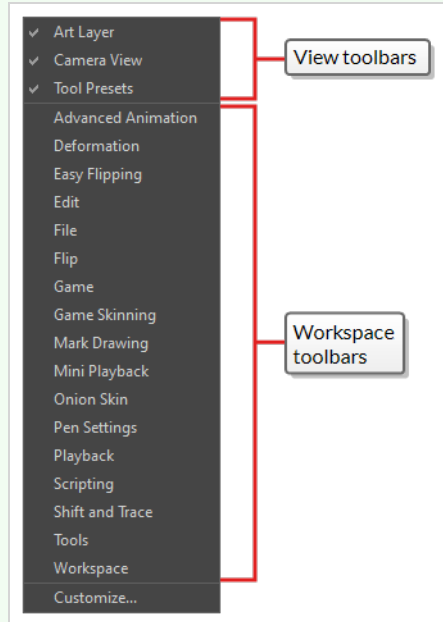 Art Layer
Camera View
Tool Presets
Advanced Animation
Deformation
Easy Flipping
Edit
File
Flip
Game
Game Skinning
Mark Drawing
Mini Playback
Onion Skin
Pen Settings
Playback
Scripting
Shift and Trace
Tools
Workspace
Customize...
View toolbars
Workspace
toolbars